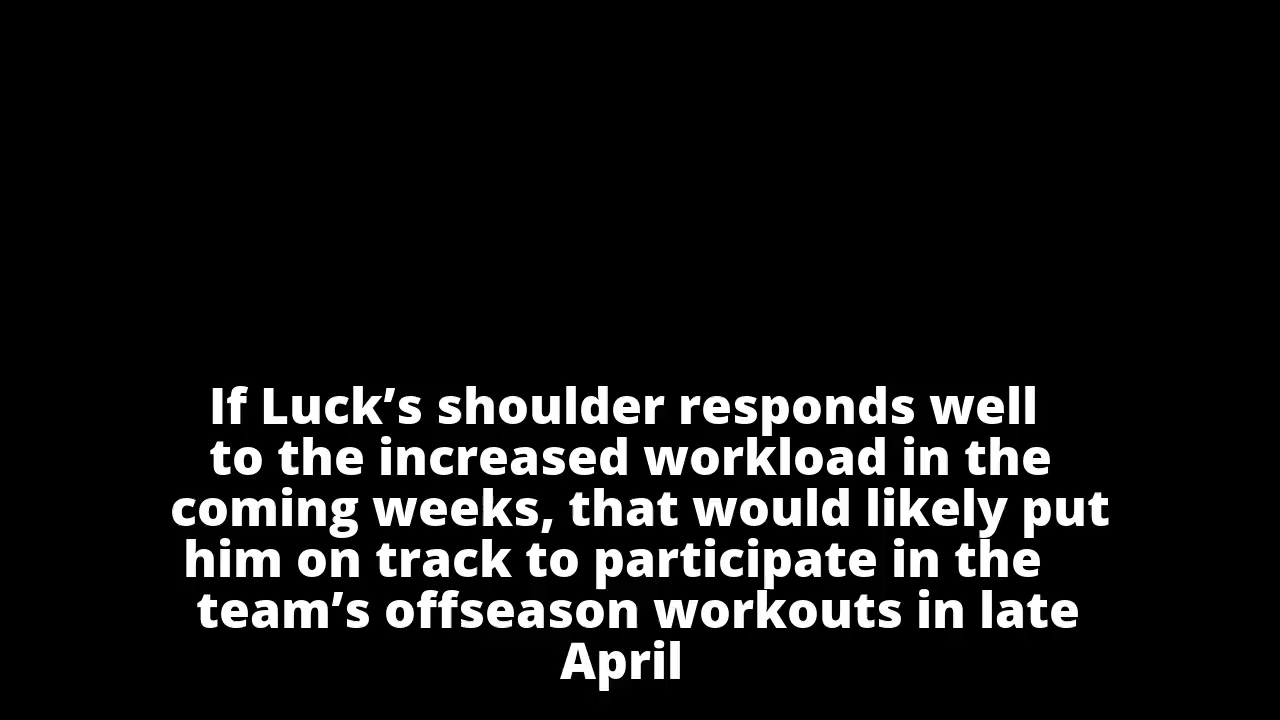 If Luck’s shoulder responds well
to the increased workload in the
coming weeks, that would likely put
him on track to participate in the
team’s offseason workouts in late
April